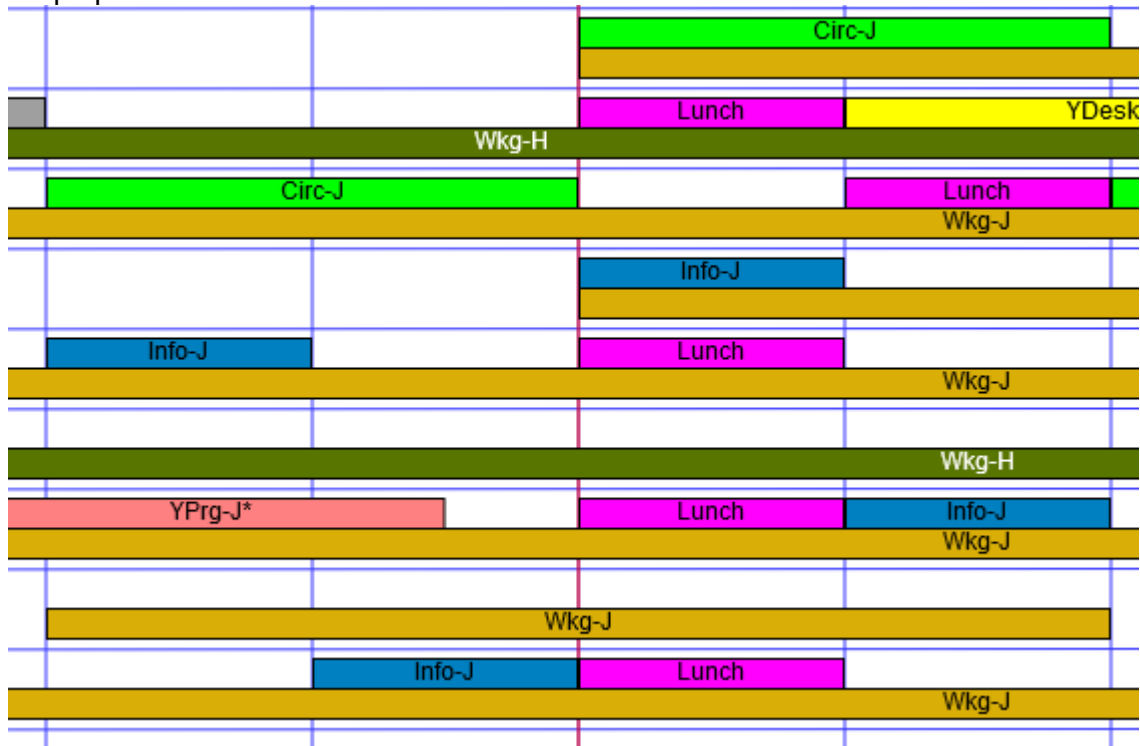 Circ-J
Lunch YDesk
Wkg-H
Circ-J Lunch
Wkg-J
Info-J
Info-J Lunch
Wkg-J
Wkg-H
YPrg-J* Lunch Info-J
Wkg-J
Wkg-J
Info-J Lunch
Wkg-J